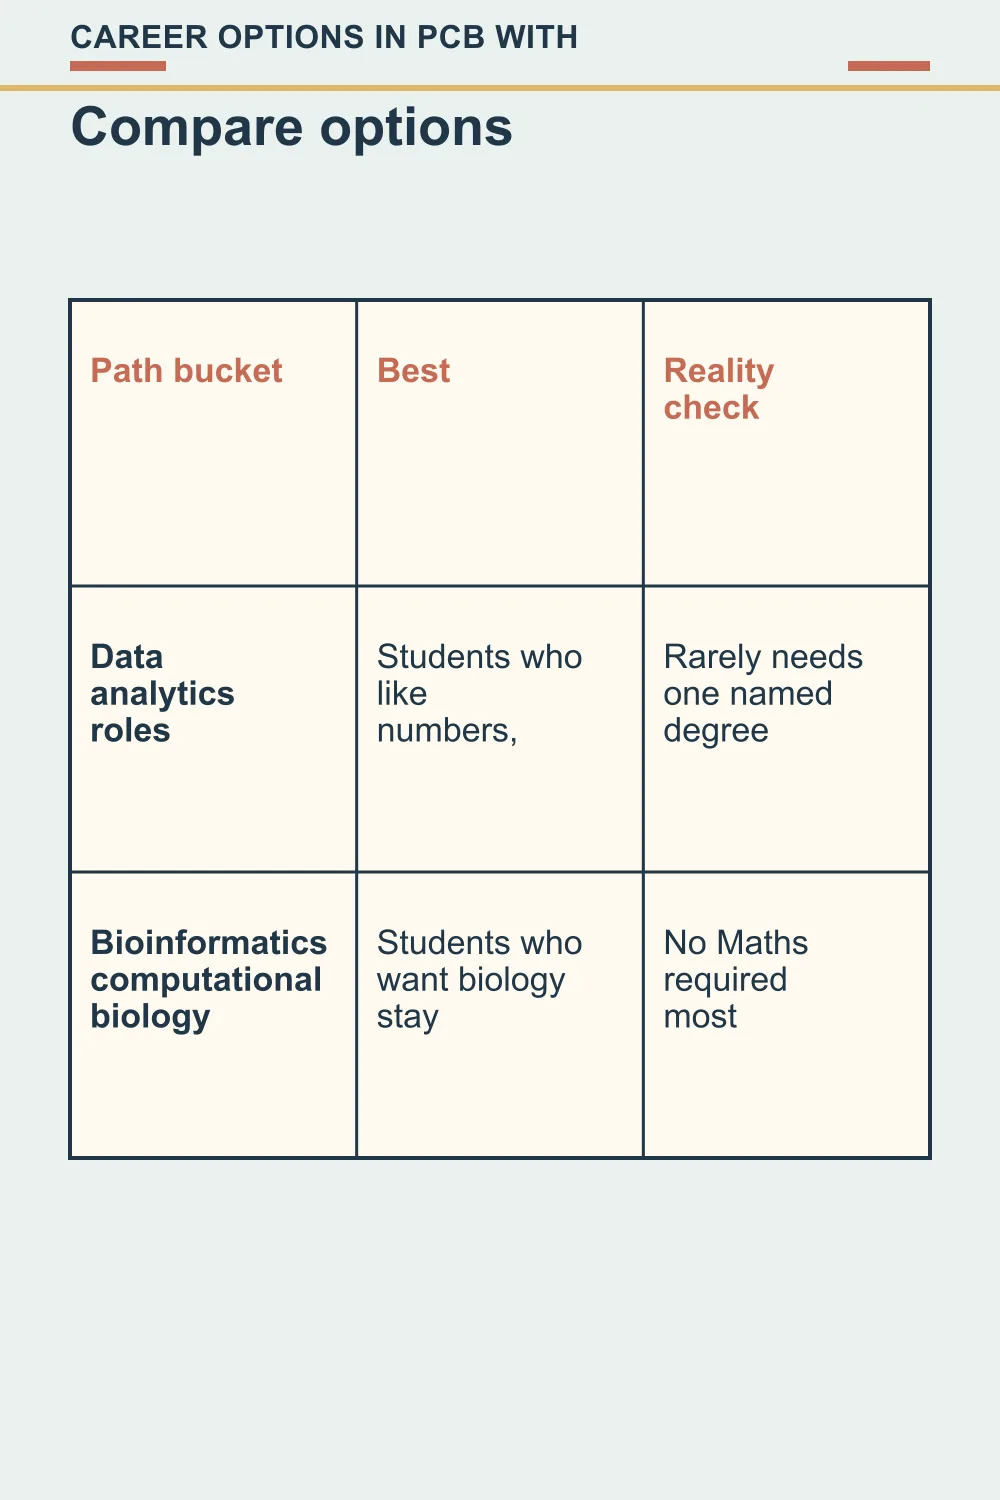 CAREER OPTIONS IN PCB WITH
Compare options
Path bucket
Best
Reality
check
Data
analytics
roles
Students who
like
numbers,
Rarely needs
one named
degree
Bioinformatics
computational
biology
Students who
want biology
stay
No Maths
required
most